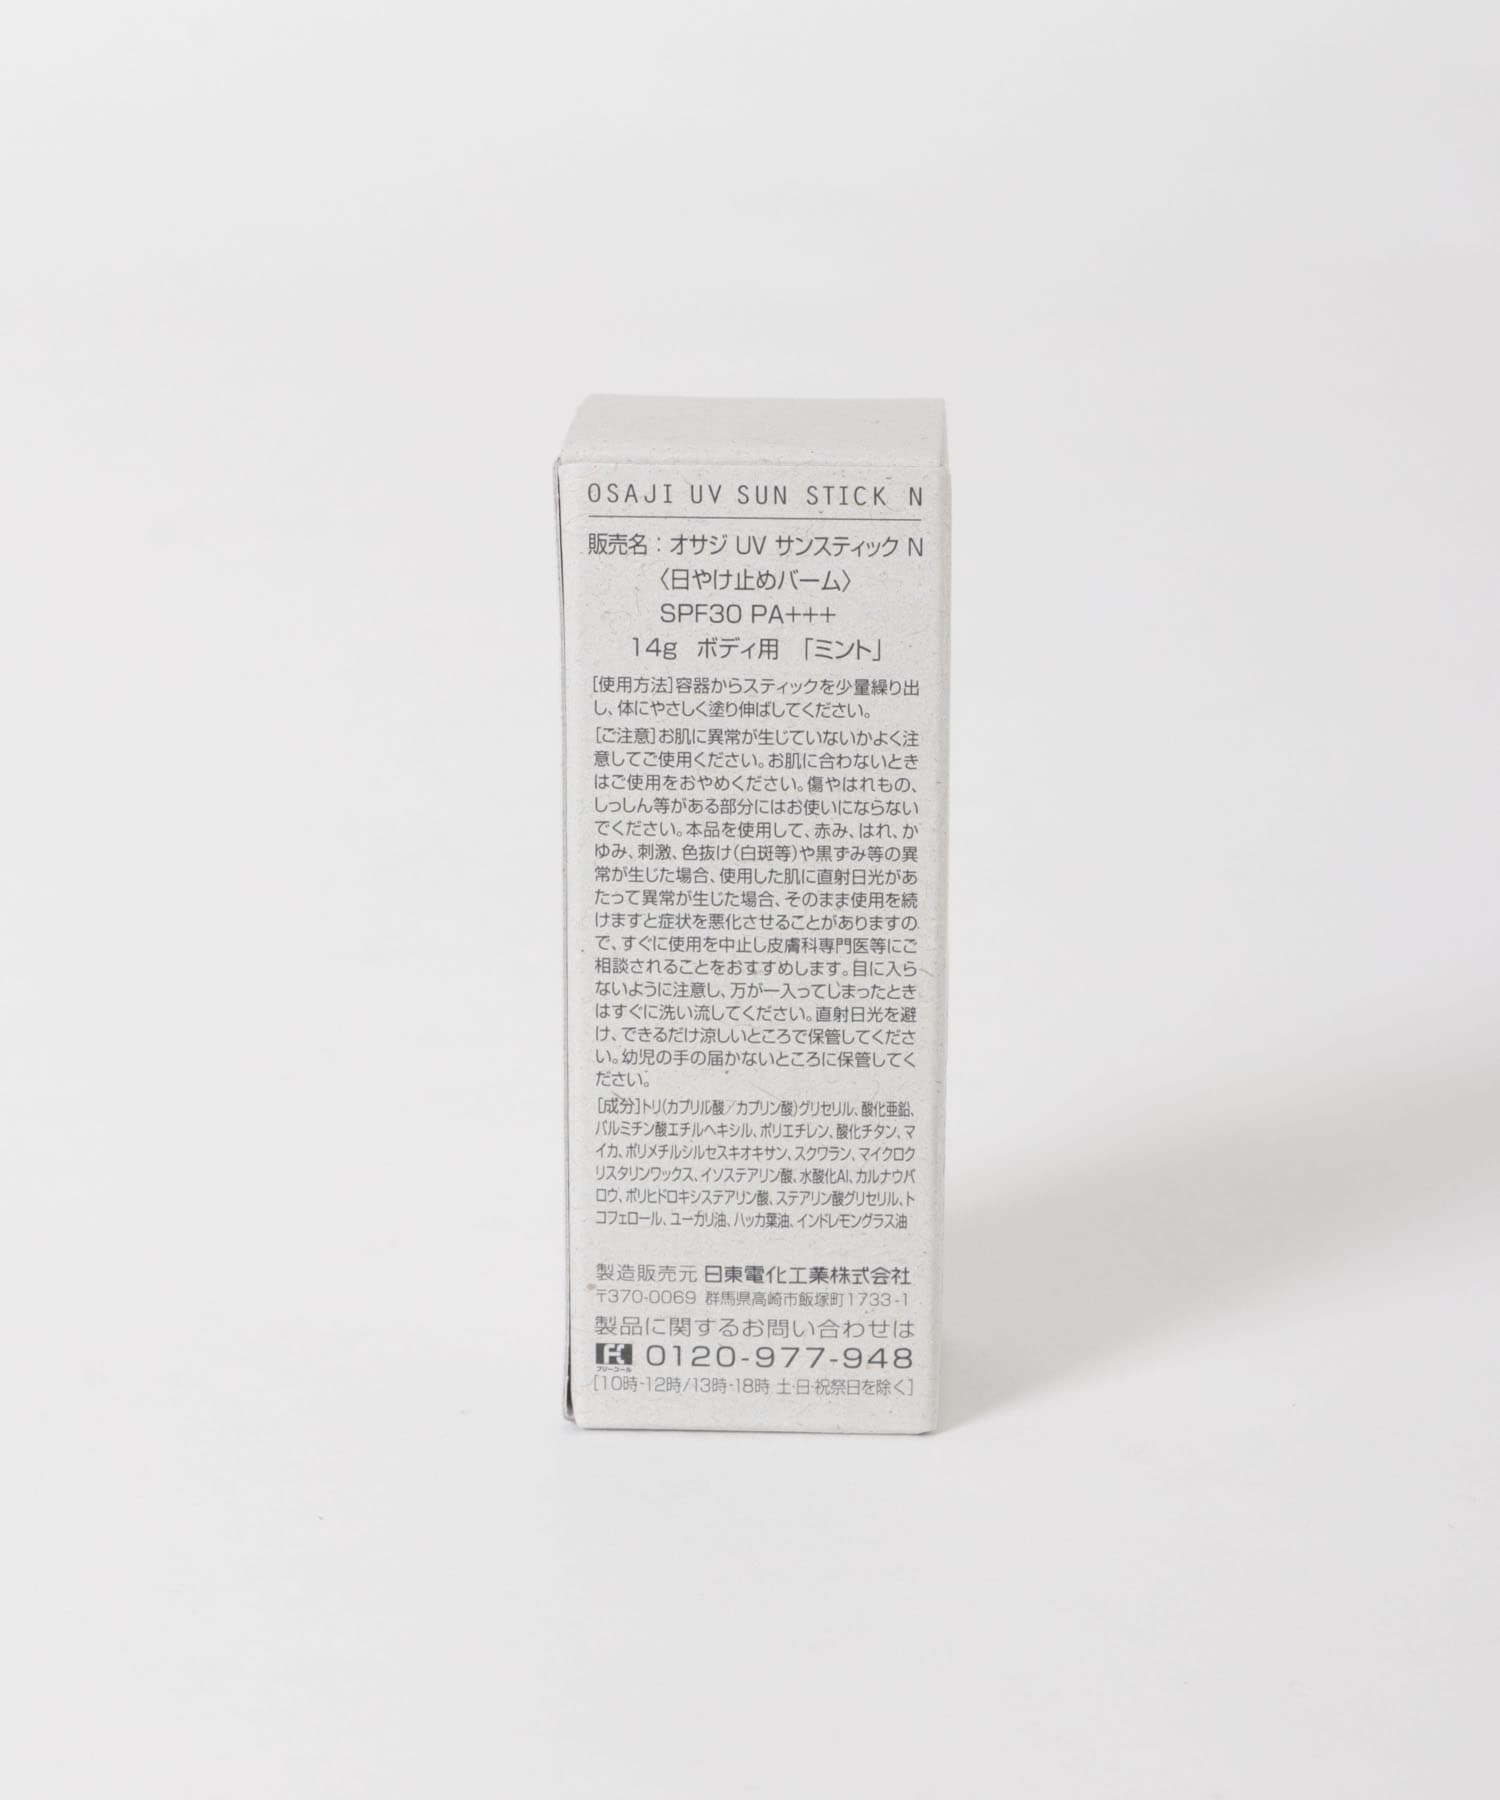 OSAJI UV SUN STICK N
販売名：オサジ UV サンスティック N
〈日やけ止めバーム〉
SPF30 PA+++
14g ボディ用 「ミント」
[使用方法]容器からスティックを少量繰り出
し、体にやさしく塗り伸ばしてください。
[ご注意]お肌に異常が生じていないかよく注
意してご使用ください。お肌に合わないとき
はご使用をおやめください。傷やはれもの、
しっしん等がある部分にはお使いにならない
でください。本品を使用して、赤み、はれ、か
ゆみ、刺激、色抜け(白斑等)や黒ずみ等の異
常が生じた場合、使用した肌に直射日光があ
たって異常が生じた場合、そのまま使用を続
けますと症状を悪化させることがありますの
で、すぐに使用を中止し皮膚科専門医等にご
相談されることをおすすめします。目に入ら
ないように注意し、万が一入ってしまったとき
はすぐに洗い流してください。直射日光を避
け、できるだけ涼しいところで保管してくださ
い。幼児の手の届かないところに保管してく
ださい。
[成分]トリ(カプリル酸／カプリン酸)グリセリル、酸化亜鉛、
パルミチン酸エチルヘキシル、ポリエチレン、酸化チタン、マ
イカ、ポリメチルシルセスキオキサン、スクワラン、マイクロク
リスタリンワックス、イソステアリン酸、水酸化Al、カルナウバ
ロウ、ポリヒドロキシステアリン酸、ステアリン酸グリセリル、ト
コフェロール、ユーカリ油、ハッカ葉油、インドレモングラス油
製造販売元 日東電化工業株式会社
〒370-0069 群馬県高崎市飯塚町1733-1
製品に関するお問い合わせは
フリーコール 0120-977-948
[10時-12時/13時-18時 土・日・祝祭日を除く]